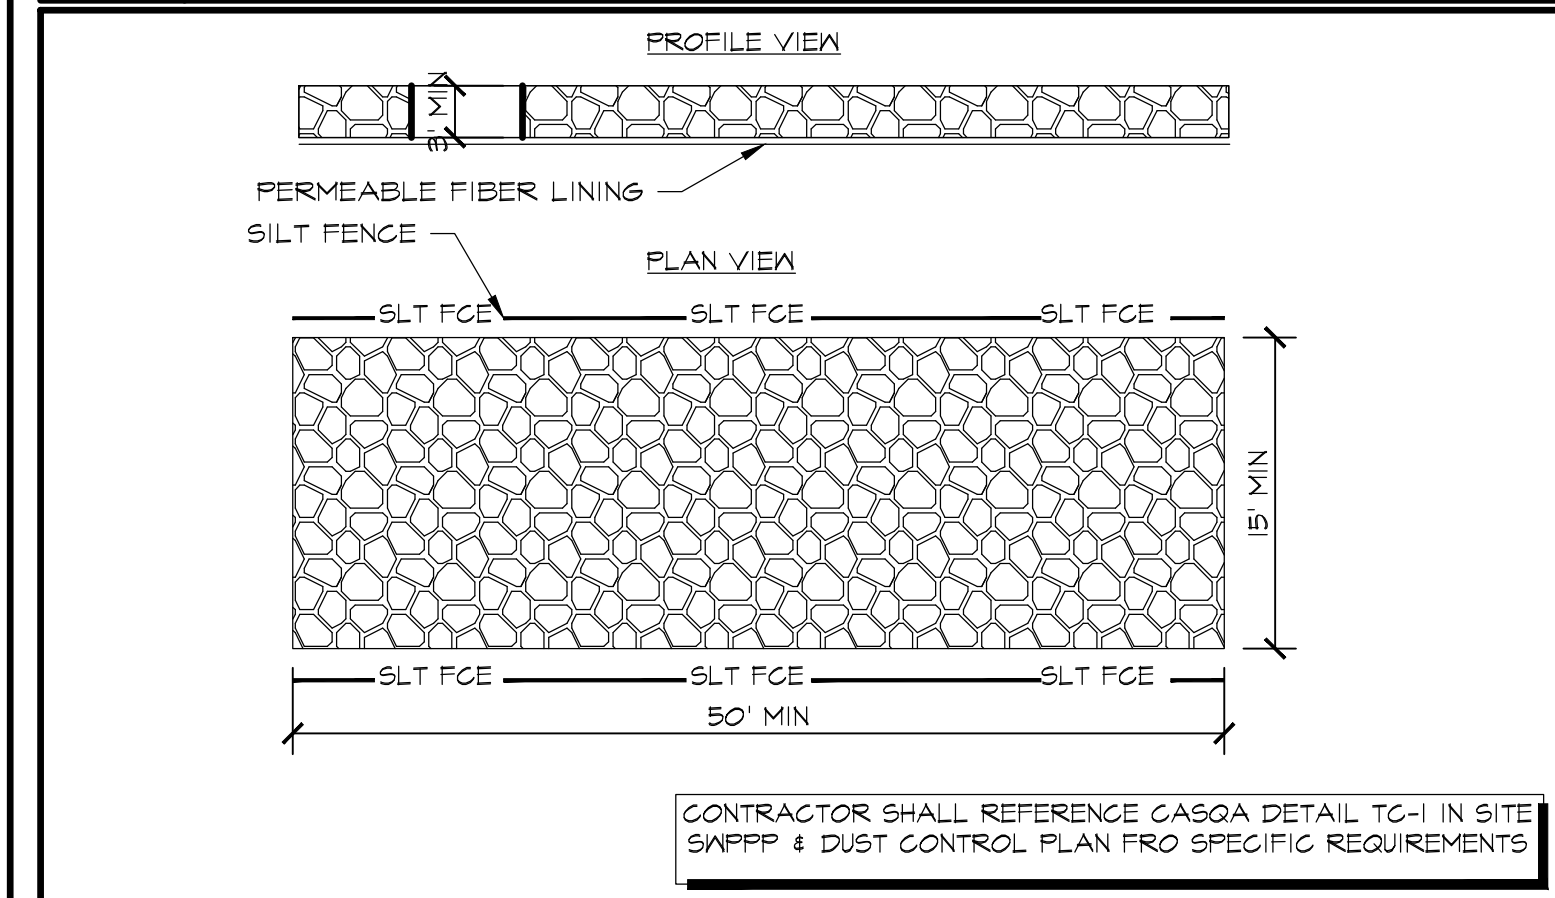 PROFILE VIEW
3' MIN
PERMEABLE FIBER LINING
SILT FENCE
PLAN VIEW
SLT FCE SLT FCE SLT FCE
15' MIN
SLT FCE SLT FCE SLT FCE
50' MIN
CONTRACTOR SHALL REFERENCE CASQA DETAIL TC-1 IN SITE
SWPPP & DUST CONTROL PLAN FRO SPECIFIC REQUIREMENTS